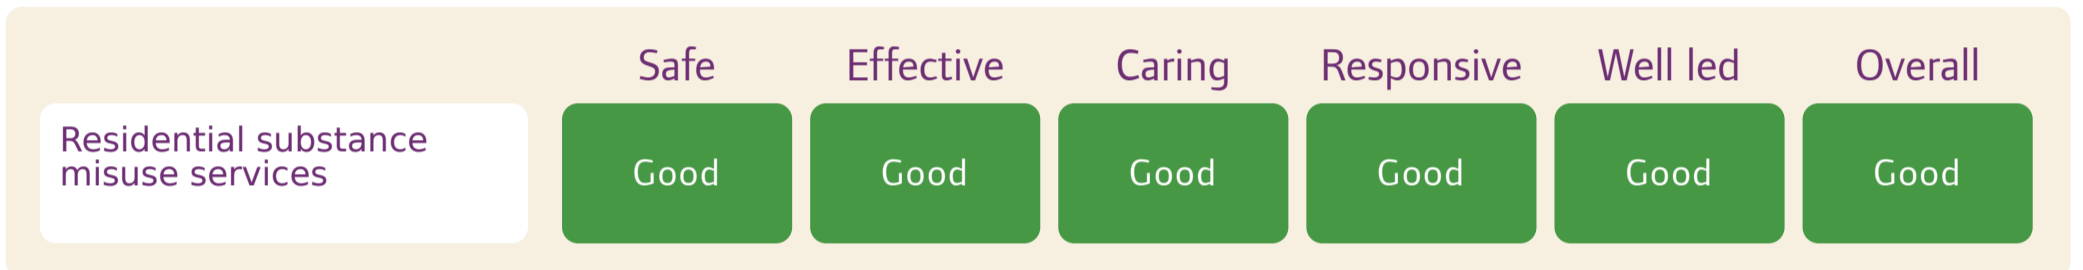 Safe Effective Caring Responsive Well led Overall
Residential substance
misuse services
Good Good Good Good Good Good